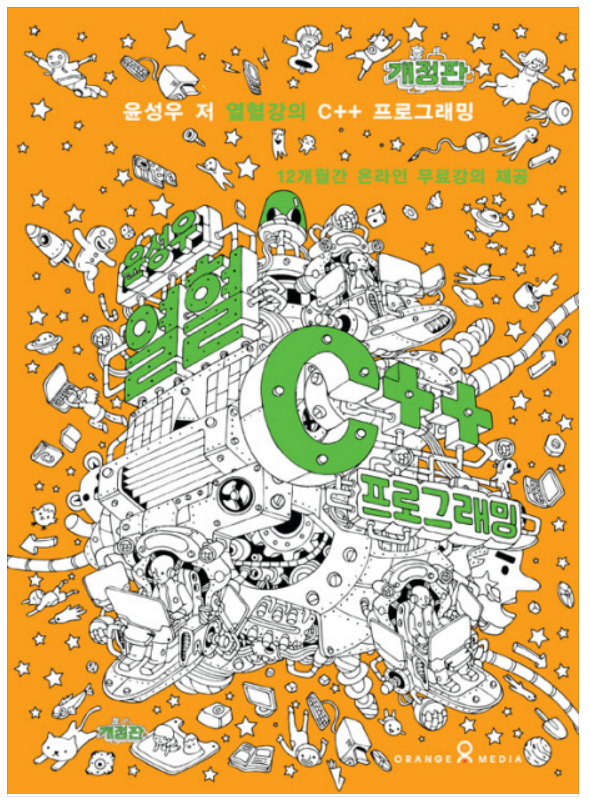 개정판
윤성우 저 열혈강의 C++ 프로그래밍
12개월간 온라인 무료강의 제공
윤성우
열혈
C++
프로그래밍
개정판
ORANGE MEDIA